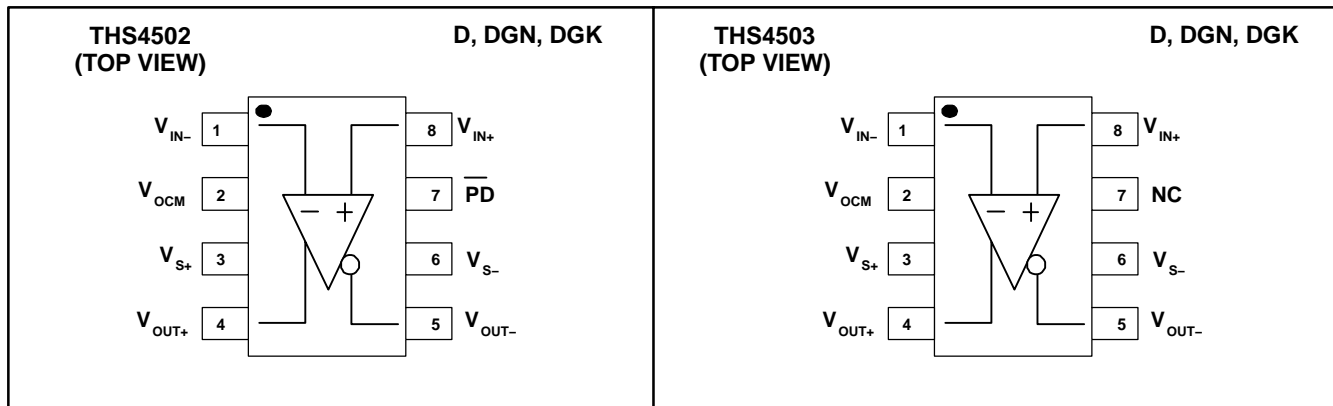 THS4502
(TOP VIEW)
D, DGN, DGK
V_IN− 1
8 V_IN+
V_OCM 2
7 P̅D̅
V_S+ 3
6 V_S−
V_OUT+ 4
5 V_OUT−
− +
THS4503
(TOP VIEW)
D, DGN, DGK
V_IN− 1
8 V_IN+
V_OCM 2
7 NC
V_S+ 3
6 V_S−
V_OUT+ 4
5 V_OUT−
− +